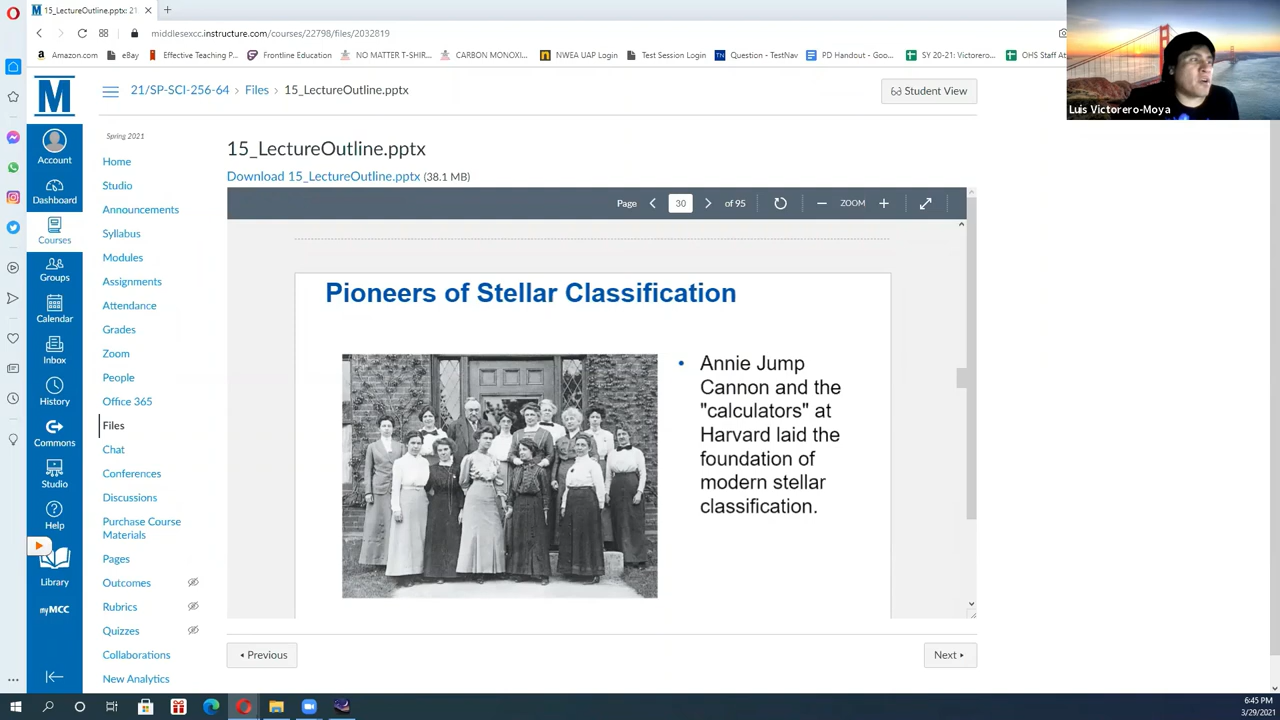 15_LectureOutline.pptx: 21
middlesexcc.instructure.com/courses/22798/files/2032819
Amazon.com
eBay
Effective Teaching P...
Frontline Education
NO MATTER T-SHIR...
CARBON MONOXI...
NWEA UAP Login
Test Session Login
TN
Question - TestNav
PD Handout - Goo...
SY 20-21: Victorero...
OHS Staff At
Luis Victorero-Moya
M
21/SP-SCI-256-64 › Files › 15_LectureOutline.pptx
Student View
Account
Dashboard
Courses
Groups
Calendar
Inbox
History
Commons
Studio
Help
Library
myMCC
Spring 2021
Home
Studio
Announcements
Syllabus
Modules
Assignments
Attendance
Grades
Zoom
People
Office 365
Files
Chat
Conferences
Discussions
Purchase Course
Materials
Pages
Outcomes
Rubrics
Quizzes
Collaborations
New Analytics
15_LectureOutline.pptx
Download 15_LectureOutline.pptx (38.1 MB)
Page 30 of 95 ZOOM
Pioneers of Stellar Classification
• Annie Jump
Cannon and the
"calculators" at
Harvard laid the
foundation of
modern stellar
classification.
Previous
Next
6:45 PM
3/29/2021